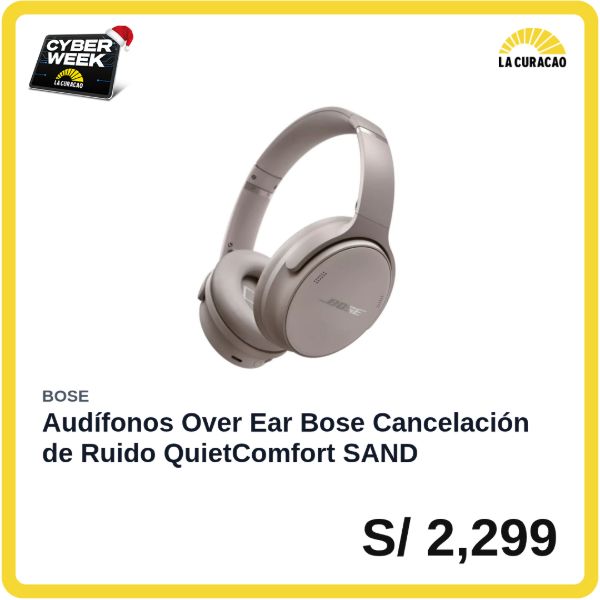 CYBER
WEEK
LA CURACAO
LA CURACAO
BOSE
BOSE
Audífonos Over Ear Bose Cancelación
de Ruido QuietComfort SAND
S/ 2,299